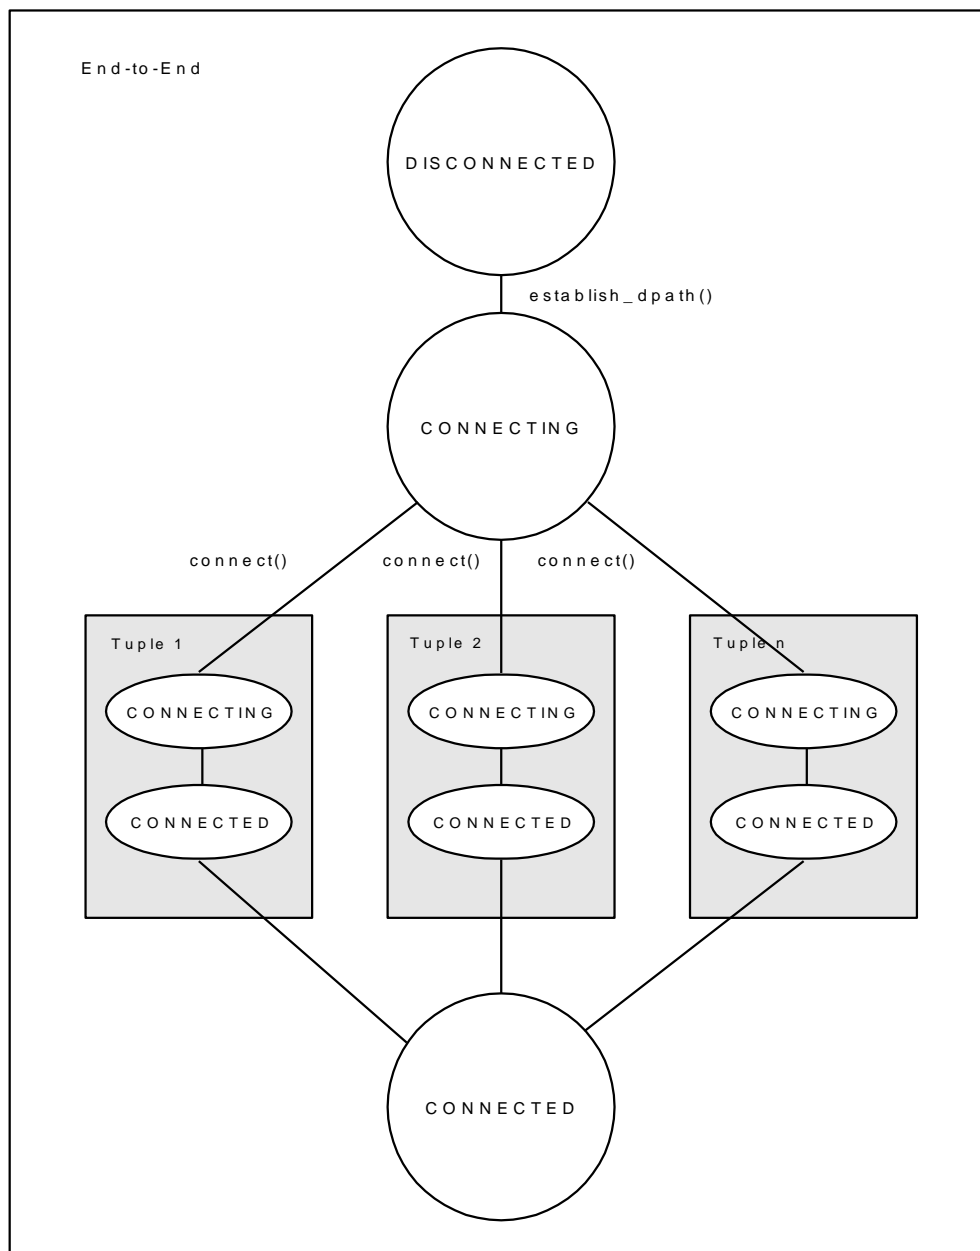 End-to-End
DISCONNECTED
establish_dpath()
CONNECTING
connect() connect() connect()
Tuple 1 Tuple 2 Tuple n
CONNECTING CONNECTING CONNECTING
CONNECTED CONNECTED CONNECTED
CONNECTED